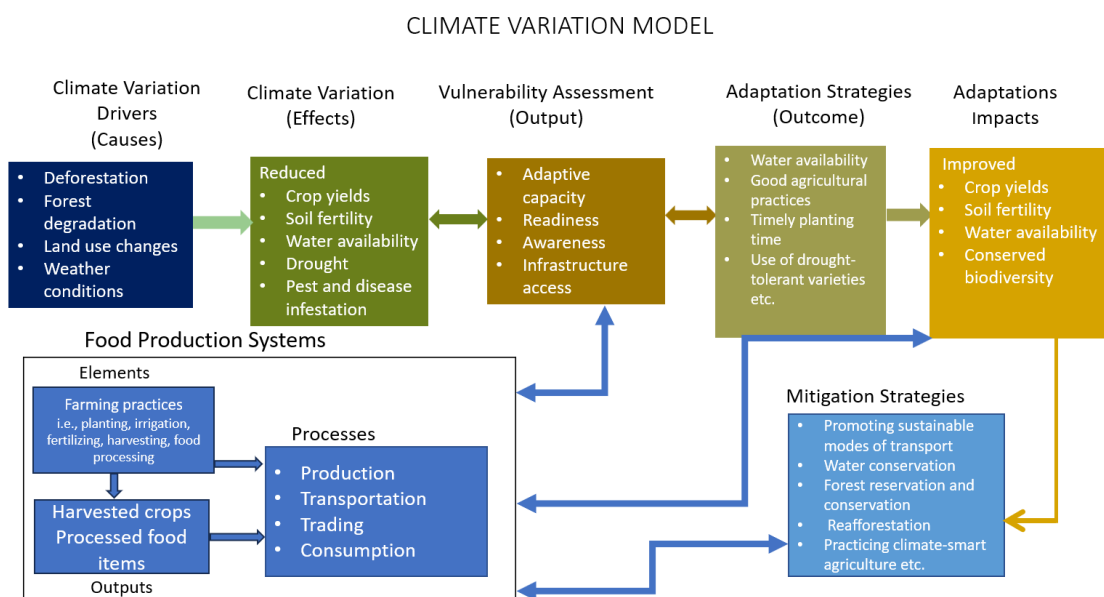 CLIMATE VARIATION MODEL
Climate Variation
Drivers
(Causes)
• Deforestation
• Forest
degradation
• Land use changes
• Weather
conditions
Climate Variation
(Effects)
Reduced
• Crop yields
• Soil fertility
• Water availability
• Drought
• Pest and disease
infestation
Vulnerability Assessment
(Output)
• Adaptive
capacity
• Readiness
• Awareness
• Infrastructure
access
Adaptation Strategies
(Outcome)
• Water availability
• Good agricultural
practices
• Timely planting
time
• Use of drought-
tolerant varieties
etc.
Adaptations
Impacts
Improved
• Crop yields
• Soil fertility
• Water availability
• Conserved
biodiversity
Food Production Systems
Elements
Farming practices
i.e., planting, irrigation,
fertilizing, harvesting, food
processing
Harvested crops
Processed food
items
Outputs
Processes
• Production
• Transportation
• Trading
• Consumption
Mitigation Strategies
• Promoting sustainable
modes of transport
• Water conservation
• Forest reservation and
conservation
• Reafforestation
• Practicing climate-smart
agriculture etc.